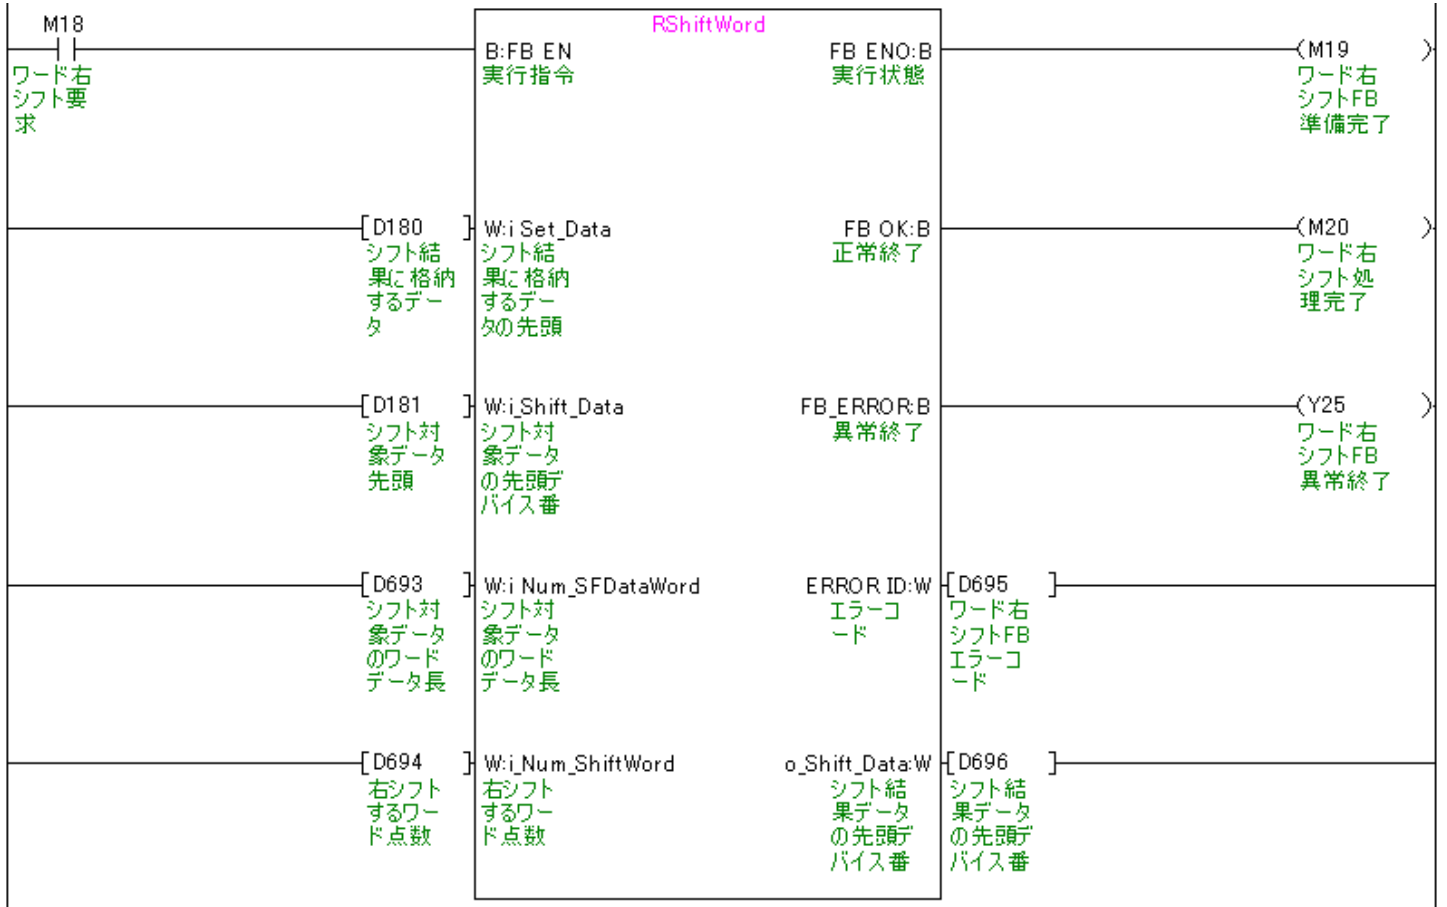 M18
ワード右
シフト要
求
RShiftWord
B:FB_EN
実行指令
FB_ENO:B
実行状態
(M19 )
ワード右
シフトFB
準備完了
[D180 ]
シフト結
果に格納
するデー
タ
W:i_Set_Data
シフト結
果に格納
するデー
タの先頭
FB_OK:B
正常終了
(M20 )
ワード右
シフト処
理完了
[D181 ]
シフト対
象データ
先頭
W:i_Shift_Data
シフト対
象データ
の先頭デ
バイス番
FB_ERROR:B
異常終了
(Y25 )
ワード右
シフトFB
異常終了
[D693 ]
シフト対
象データ
のワード
データ長
W:i_Num_SFDataWord
シフト対
象データ
のワード
データ長
ERROR_ID:W
エラーコ
ード
[D695 ]
ワード右
シフトFB
エラーコ
ード
[D694 ]
右シフト
するワー
ド点数
W:i_Num_ShiftWord
右シフト
するワー
ド点数
o_Shift_Data:W
シフト結
果データ
の先頭デ
バイス番
[D696 ]
シフト結
果データ
の先頭デ
バイス番